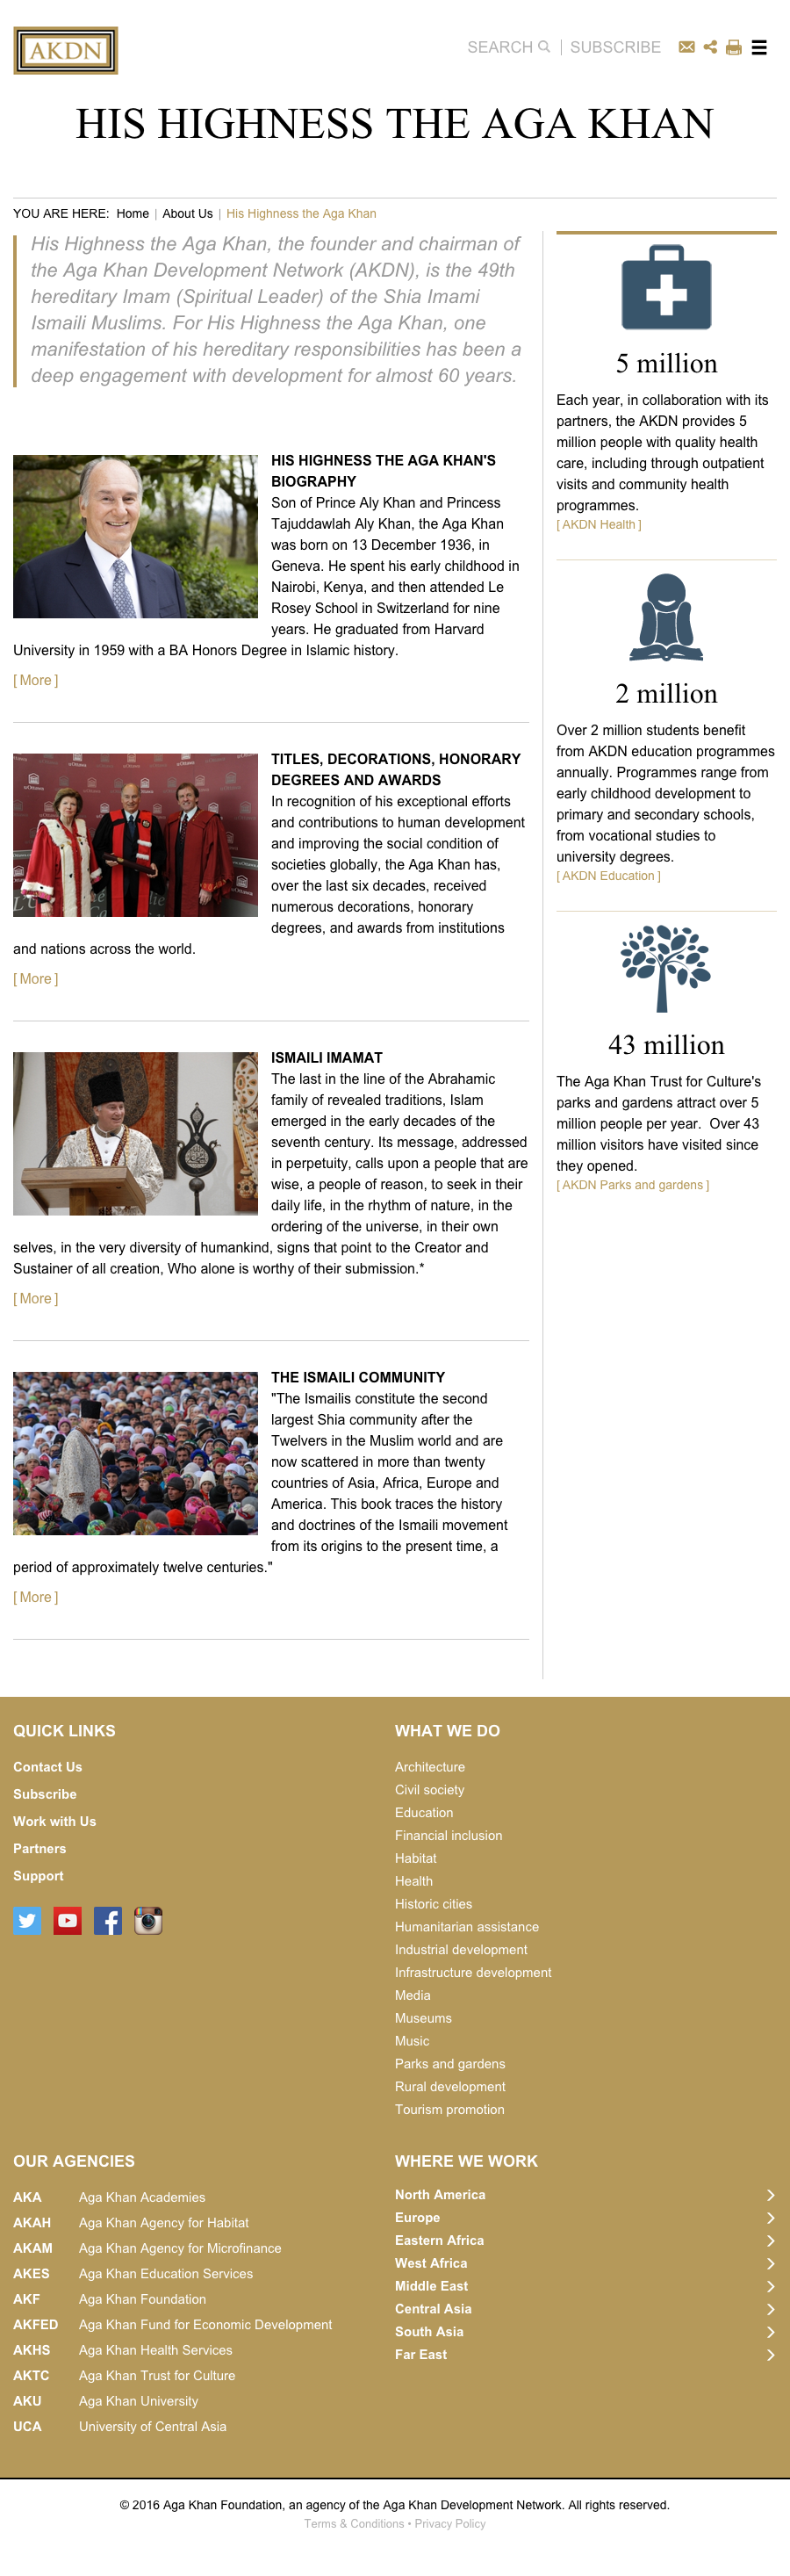 AKDN
SEARCH | SUBSCRIBE
HIS HIGHNESS THE AGA KHAN
YOU ARE HERE: Home | About Us | His Highness the Aga Khan
His Highness the Aga Khan, the founder and chairman of
the Aga Khan Development Network (AKDN), is the 49th
hereditary Imam (Spiritual Leader) of the Shia Imami
Ismaili Muslims. For His Highness the Aga Khan, one
manifestation of his hereditary responsibilities has been a
deep engagement with development for almost 60 years.
HIS HIGHNESS THE AGA KHAN'S
BIOGRAPHY
Son of Prince Aly Khan and Princess
Tajuddawlah Aly Khan, the Aga Khan
was born on 13 December 1936, in
Geneva. He spent his early childhood in
Nairobi, Kenya, and then attended Le
Rosey School in Switzerland for nine
years. He graduated from Harvard
University in 1959 with a BA Honors Degree in Islamic history.
[ More ]
TITLES, DECORATIONS, HONORARY
DEGREES AND AWARDS
In recognition of his exceptional efforts
and contributions to human development
and improving the social condition of
societies globally, the Aga Khan has,
over the last six decades, received
numerous decorations, honorary
degrees, and awards from institutions
and nations across the world.
[ More ]
ISMAILI IMAMAT
The last in the line of the Abrahamic
family of revealed traditions, Islam
emerged in the early decades of the
seventh century. Its message, addressed
in perpetuity, calls upon a people that are
wise, a people of reason, to seek in their
daily life, in the rhythm of nature, in the
ordering of the universe, in their own
selves, in the very diversity of humankind, signs that point to the Creator and
Sustainer of all creation, Who alone is worthy of their submission.*
[ More ]
THE ISMAILI COMMUNITY
"The Ismailis constitute the second
largest Shia community after the
Twelvers in the Muslim world and are
now scattered in more than twenty
countries of Asia, Africa, Europe and
America. This book traces the history
and doctrines of the Ismaili movement
from its origins to the present time, a
period of approximately twelve centuries."
[ More ]
5 million
Each year, in collaboration with its
partners, the AKDN provides 5
million people with quality health
care, including through outpatient
visits and community health
programmes.
[ AKDN Health ]
2 million
Over 2 million students benefit
from AKDN education programmes
annually. Programmes range from
early childhood development to
primary and secondary schools,
from vocational studies to
university degrees.
[ AKDN Education ]
43 million
The Aga Khan Trust for Culture's
parks and gardens attract over 5
million people per year.  Over 43
million visitors have visited since
they opened.
[ AKDN Parks and gardens ]
QUICK LINKS
Contact Us
Subscribe
Work with Us
Partners
Support
WHAT WE DO
Architecture
Civil society
Education
Financial inclusion
Habitat
Health
Historic cities
Humanitarian assistance
Industrial development
Infrastructure development
Media
Museums
Music
Parks and gardens
Rural development
Tourism promotion
OUR AGENCIES
AKA Aga Khan Academies
AKAH Aga Khan Agency for Habitat
AKAM Aga Khan Agency for Microfinance
AKES Aga Khan Education Services
AKF Aga Khan Foundation
AKFED Aga Khan Fund for Economic Development
AKHS Aga Khan Health Services
AKTC Aga Khan Trust for Culture
AKU Aga Khan University
UCA University of Central Asia
WHERE WE WORK
North America
Europe
Eastern Africa
West Africa
Middle East
Central Asia
South Asia
Far East
© 2016 Aga Khan Foundation, an agency of the Aga Khan Development Network. All rights reserved.
Terms & Conditions • Privacy Policy